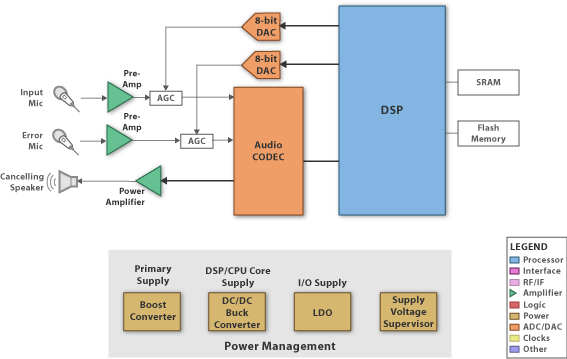 8-bit
DAC
8-bit
DAC
DSP
SRAM
Flash
Memory
Input
Mic
Pre-
Amp
AGC
Error
Mic
Pre-
Amp
AGC
Audio
CODEC
Cancelling
Speaker
Power
Amplifier
Primary
Supply
Boost
Converter
DSP/CPU Core
Supply
DC/DC
Buck
Converter
I/O Supply
LDO
Supply
Voltage
Supervisor
Power Management
LEGEND
Processor
Interface
RF/IF
Amplifier
Logic
Power
ADC/DAC
Clocks
Other